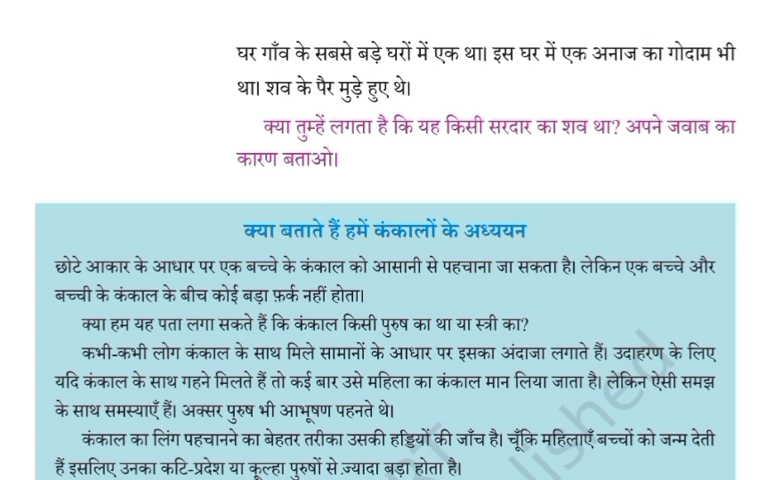 घर गाँव के सबसे बड़े घरों में एक था। इस घर में एक अनाज का गोदाम भी
था। शव के पैर मुड़े हुए थे।
क्या तुम्हें लगता है कि यह किसी सरदार का शव था? अपने जवाब का
कारण बताओ।
क्या बताते हैं हमें कंकालों के अध्ययन
छोटे आकार के आधार पर एक बच्चे के कंकाल को आसानी से पहचाना जा सकता है। लेकिन एक बच्चे और
बच्ची के कंकाल के बीच कोई बड़ा फ़र्क नहीं होता।
क्या हम यह पता लगा सकते हैं कि कंकाल किसी पुरुष का था या स्त्री का?
कभी-कभी लोग कंकाल के साथ मिले सामानों के आधार पर इसका अंदाजा लगाते हैं। उदाहरण के लिए
यदि कंकाल के साथ गहने मिलते हैं तो कई बार उसे महिला का कंकाल मान लिया जाता है। लेकिन ऐसी समझ
के साथ समस्याएँ हैं। अक्सर पुरुष भी आभूषण पहनते थे।
कंकाल का लिंग पहचानने का बेहतर तरीका उसकी हड्डियों की जाँच है। चूँकि महिलाएँ बच्चों को जन्म देती
हैं इसलिए उनका कटि-प्रदेश या कूल्हा पुरुषों से ज़्यादा बड़ा होता है।